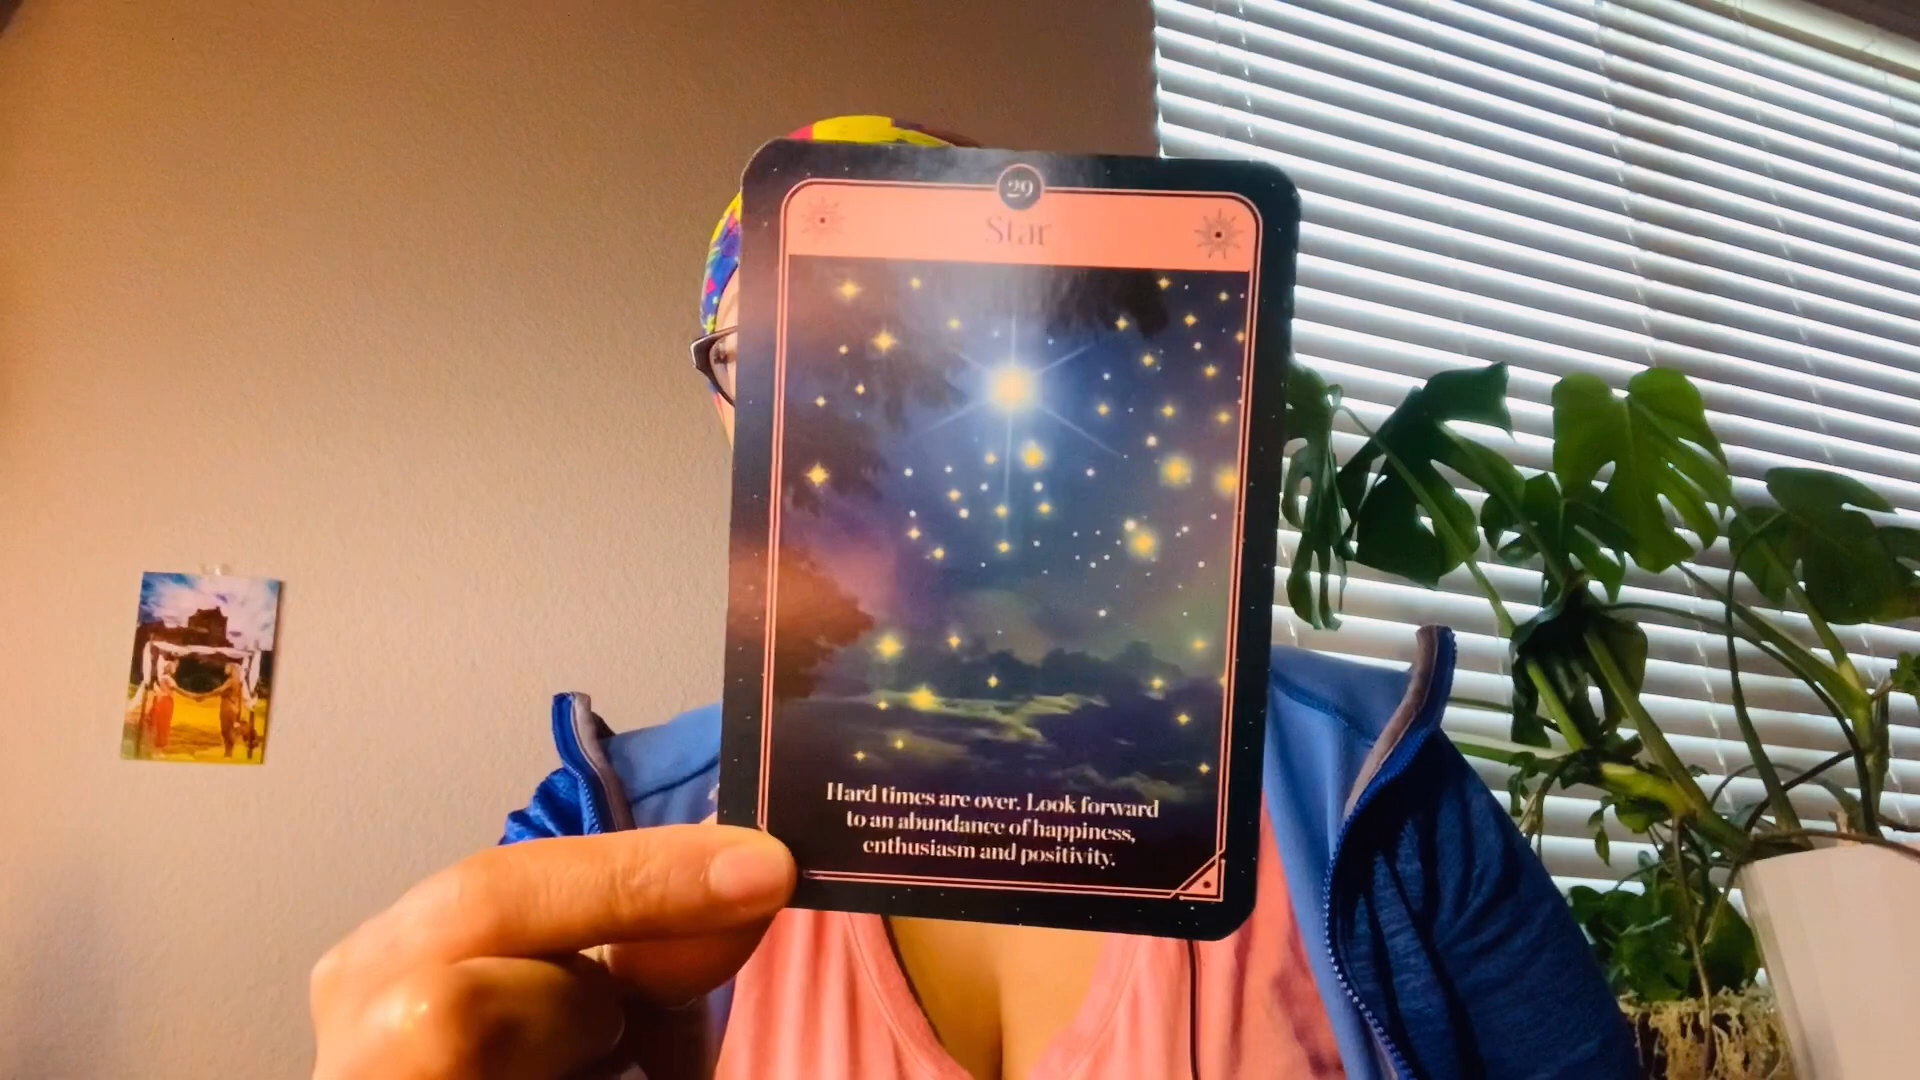 29
Star
Hard times are over. Look forward
to an abundance of happiness,
enthusiasm and positivity.